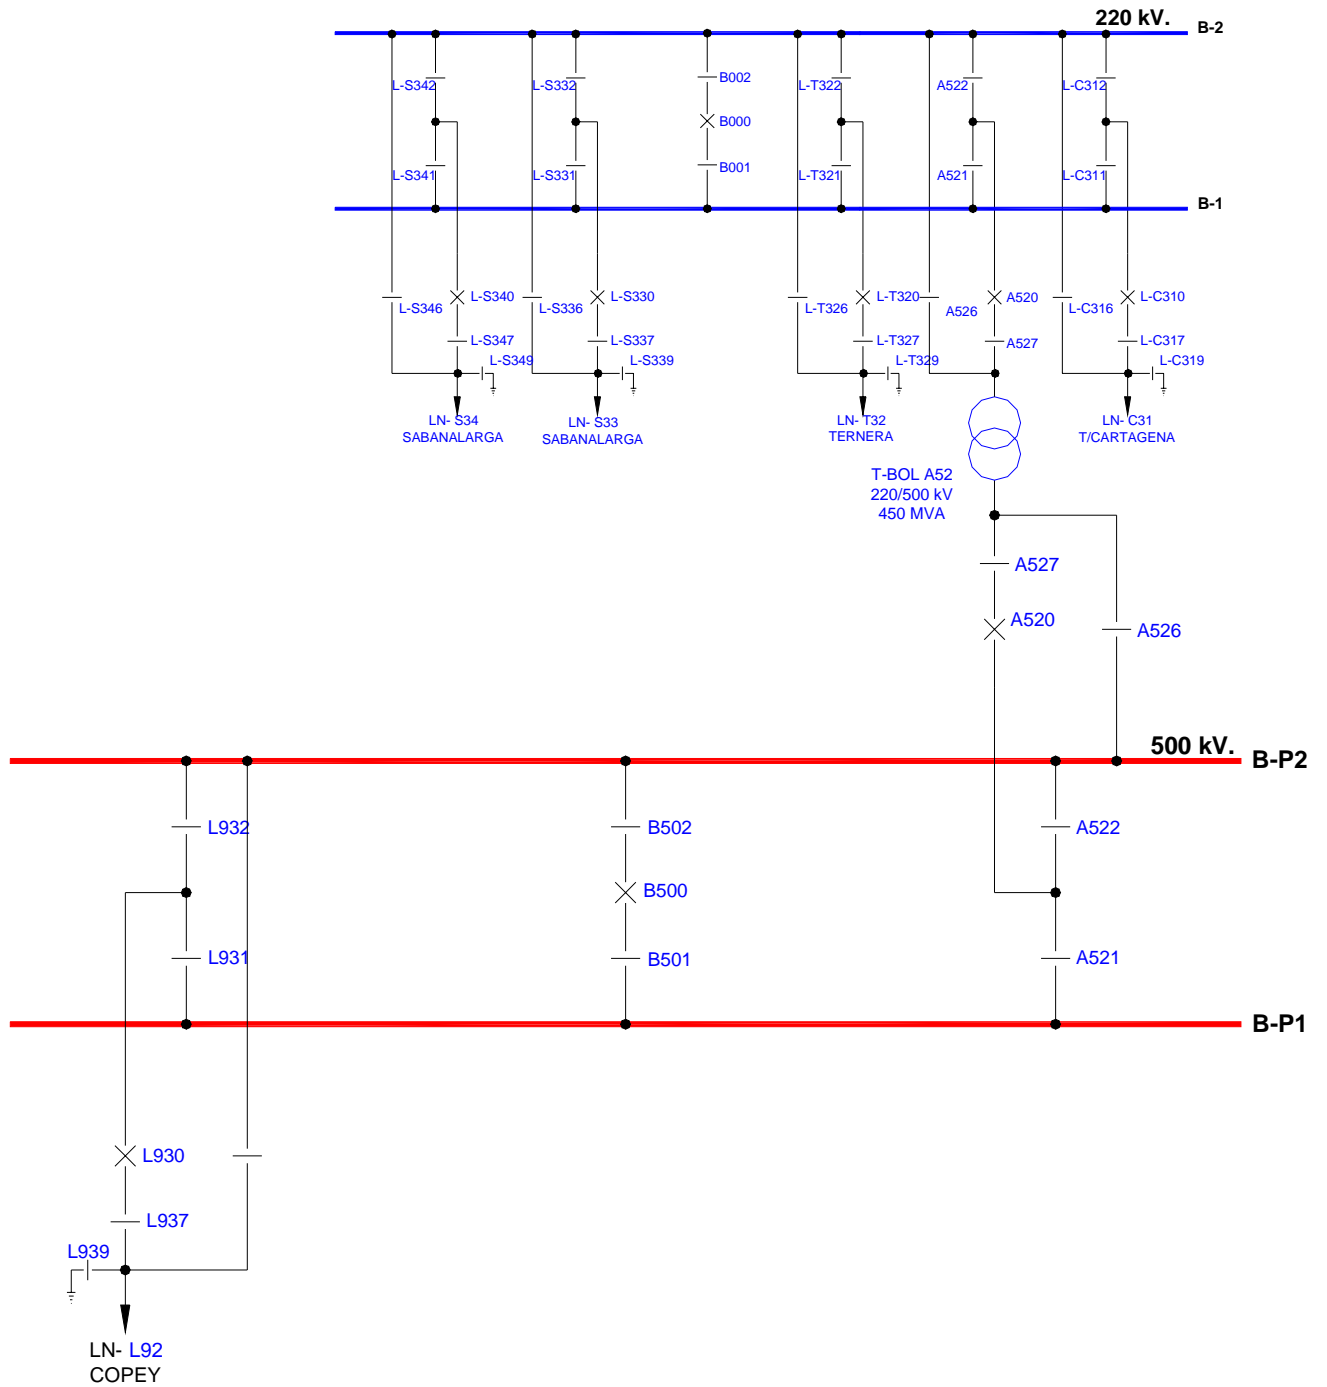 220 kV.
B-2
L-S342
L-S332
B002
L-T322
A522
L-C312
B000
L-S341
L-S331
B001
L-T321
A521
L-C311
B-1
L-S346
L-S340
L-S336
L-S330
L-T326
L-T320
A526
A520
L-C316
L-C310
L-S347
L-S337
L-T327
A527
L-C317
L-S349
L-S339
L-T329
L-C319
LN- S34
SABANALARGA
LN- S33
SABANALARGA
LN- T32
TERNERA
LN- C31
T/CARTAGENA
T-BOL A52
220/500 kV
450 MVA
A527
A520
A526
500 kV.
B-P2
L932
B502
A522
B500
L931
B501
A521
B-P1
L930
L937
L939
LN- L92
COPEY